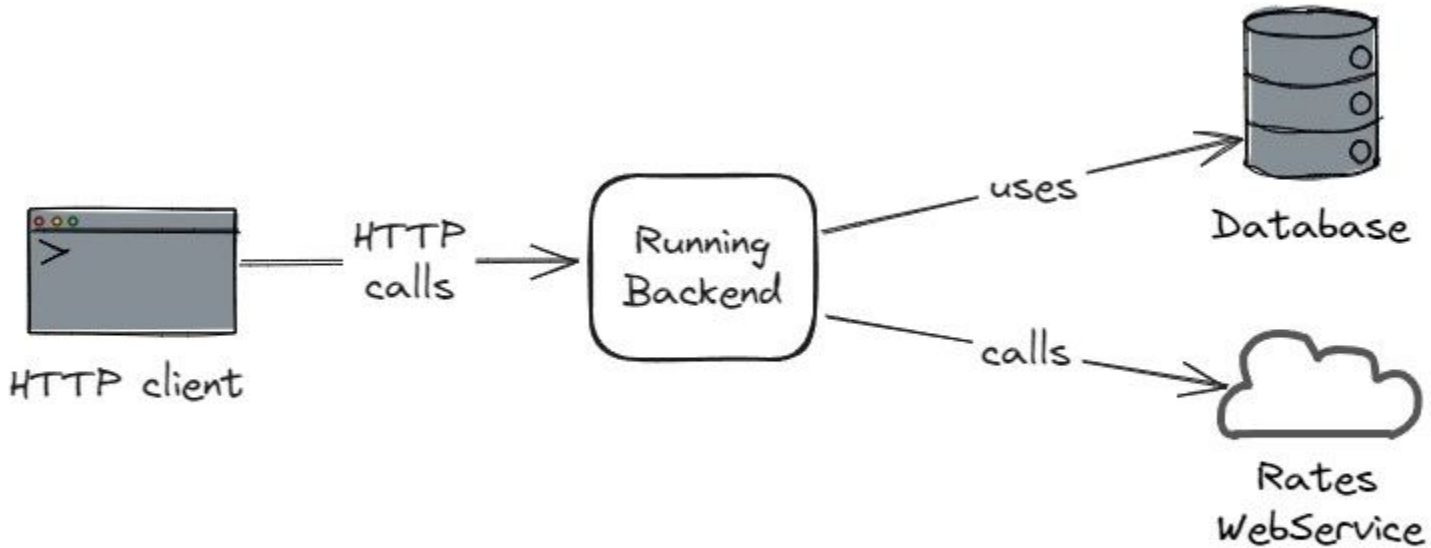 HTTP client
HTTP
calls
Running
Backend
uses
Database
calls
Rates
WebService